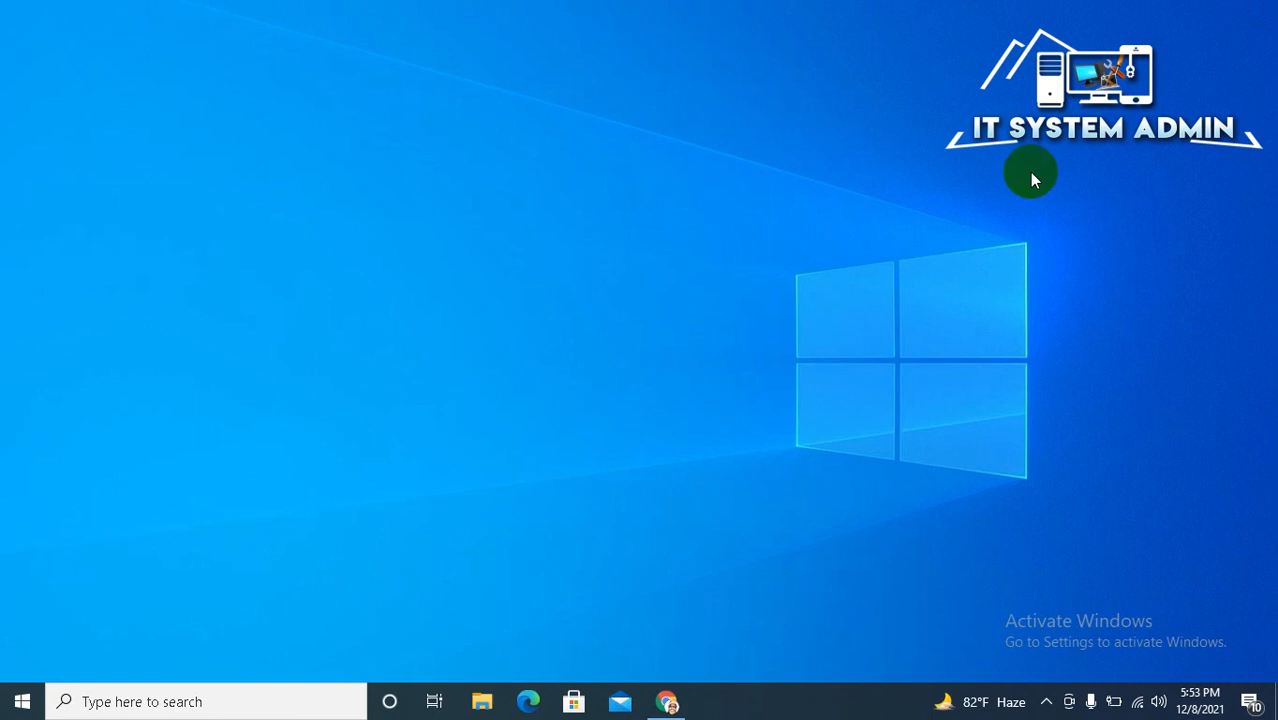 IT SYSTEM ADMIN
Activate Windows
Go to Settings to activate Windows.
Type here to search
82°F Haze
5:53 PM
12/8/2021
10